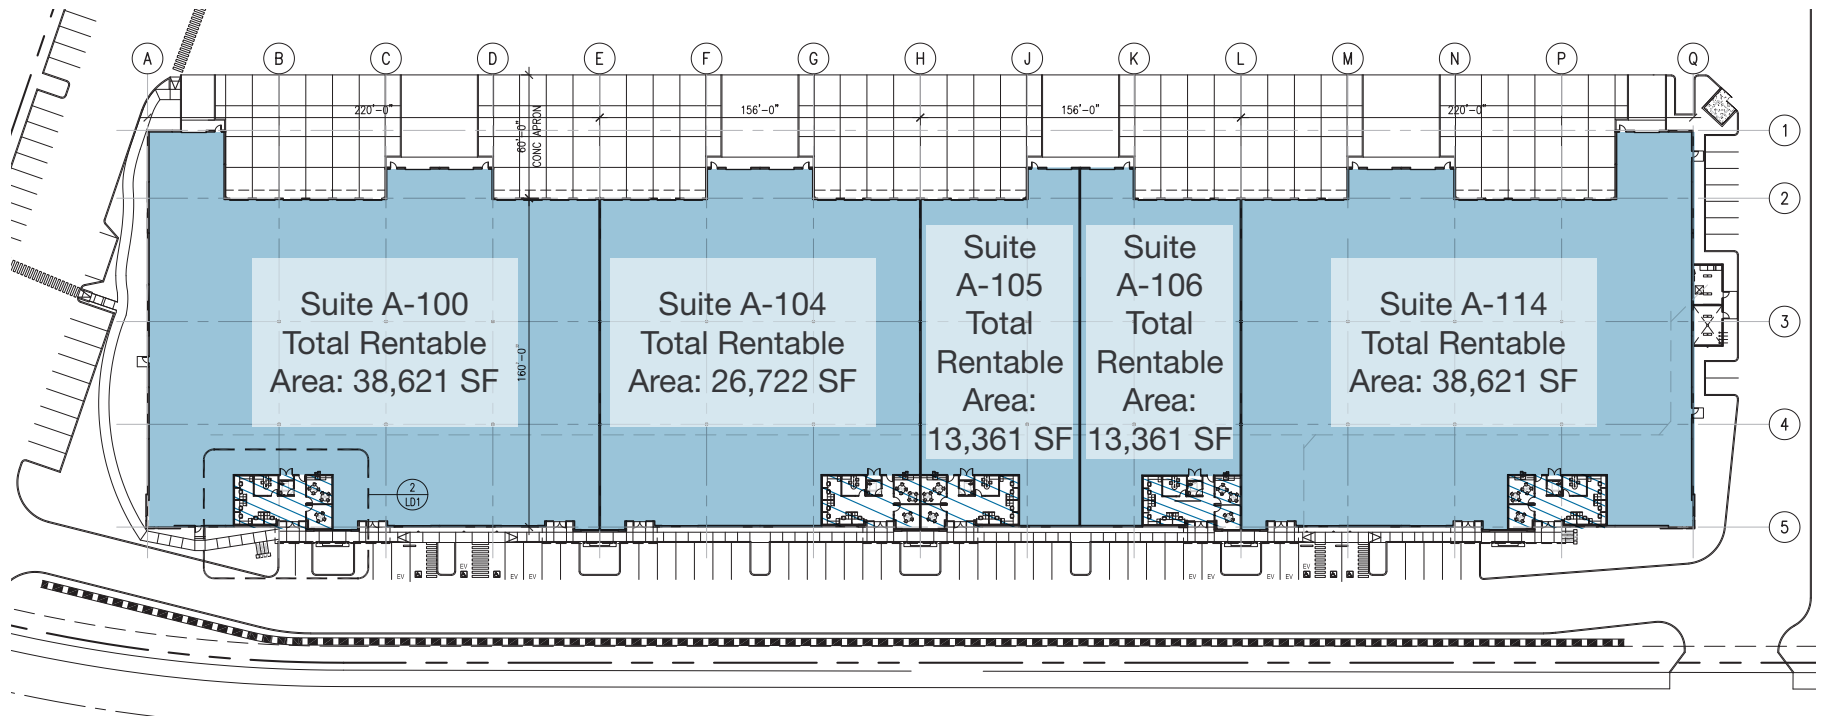 A B C D E F G H J K L M N P Q
220'-0"
156'-0"
156'-0"
220'-0"
60'-0"
CONC APRON
1
2
3
4
5
160'-0"
Suite A-100
Total Rentable
Area: 38,621 SF
Suite A-104
Total Rentable
Area: 26,722 SF
Suite
A-105
Total
Rentable
Area:
13,361 SF
Suite
A-106
Total
Rentable
Area:
13,361 SF
Suite A-114
Total Rentable
Area: 38,621 SF
2
LD1
EV EV EV EV EV EV EV EV EV